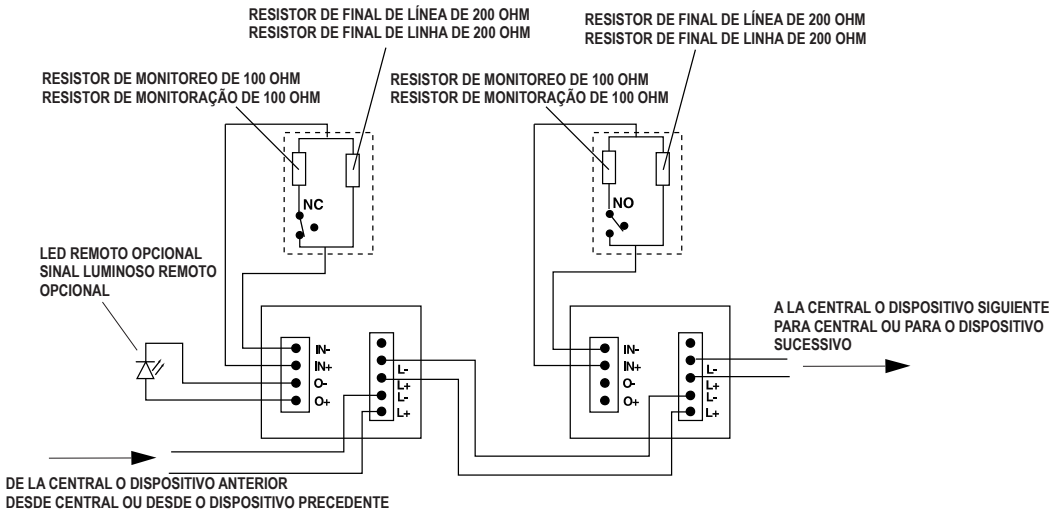 RESISTOR DE FINAL DE LÍNEA DE 200 OHM
RESISTOR DE FINAL DE LINHA DE 200 OHM
RESISTOR DE FINAL DE LÍNEA DE 200 OHM
RESISTOR DE FINAL DE LINHA DE 200 OHM
RESISTOR DE MONITOREO DE 100 OHM
RESISTOR DE MONITORAÇÃO DE 100 OHM
RESISTOR DE MONITOREO DE 100 OHM
RESISTOR DE MONITORAÇÃO DE 100 OHM
NC
NO
LED REMOTO OPCIONAL
SINAL LUMINOSO REMOTO
OPCIONAL
A LA CENTRAL O DISPOSITIVO SIGUIENTE
PARA CENTRAL OU PARA O DISPOSITIVO
SUCESSIVO
IN-
IN+
O-
O+
L-
L+
L-
L+
IN-
IN+
O-
O+
L-
L+
L-
L+
DE LA CENTRAL O DISPOSITIVO ANTERIOR
DESDE CENTRAL OU DESDE O DISPOSITIVO PRECEDENTE